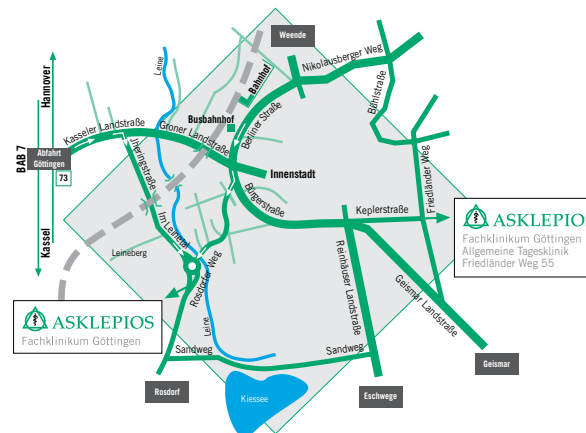 Weende
Leine
Nikolausberger Weg
Hannover
Bahnhof
Bühlstraße
Busbahnhof
Berliner Straße
Kasseler Landstraße
Groner Landstraße
BAB 7
Abfahrt
Göttingen
73
Jheringstraße
Innenstadt
Friedländer Weg
Bürgerstraße
Keplerstraße
Kassel
Im Leinetal
Leineberg
Rosdorfer Weg
Reinhäuser Landstraße
Geismar Landstraße
ASKLEPIO
Fachklinikum Göttingen
Allgemeine Tagesklinik
Friedländer Weg 55
ASKLEPIOS
Fachklinikum Göttingen
Leine
Sandweg
Sandweg
Geismar
Rosdorf
Kiessee
Eschwege